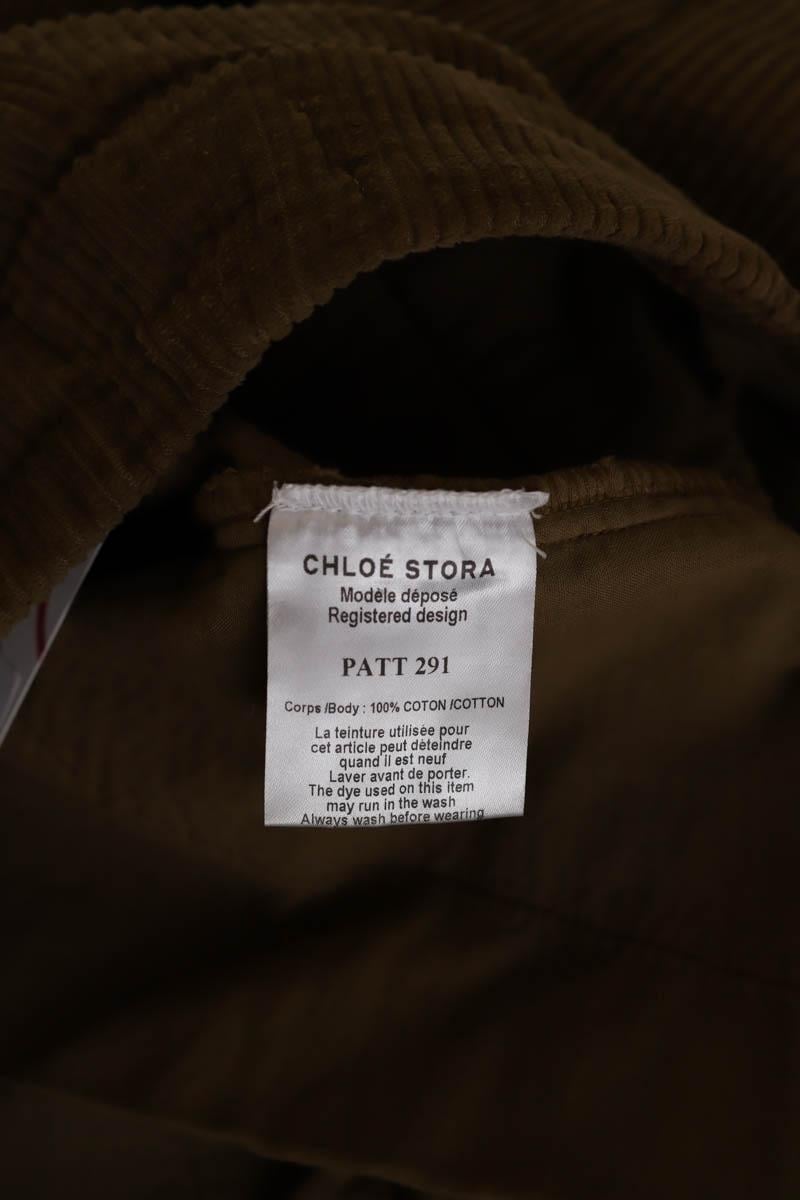 CHLOÉ STORA
Modèle déposé
Registered design
PATT 291
Corps /Body : 100% COTON /COTTON
La teinture utilisée pour
cet article peut déteindre
quand il est neuf
Laver avant de porter.
The dye used on this item
may run in the wash
Always wash before wearing